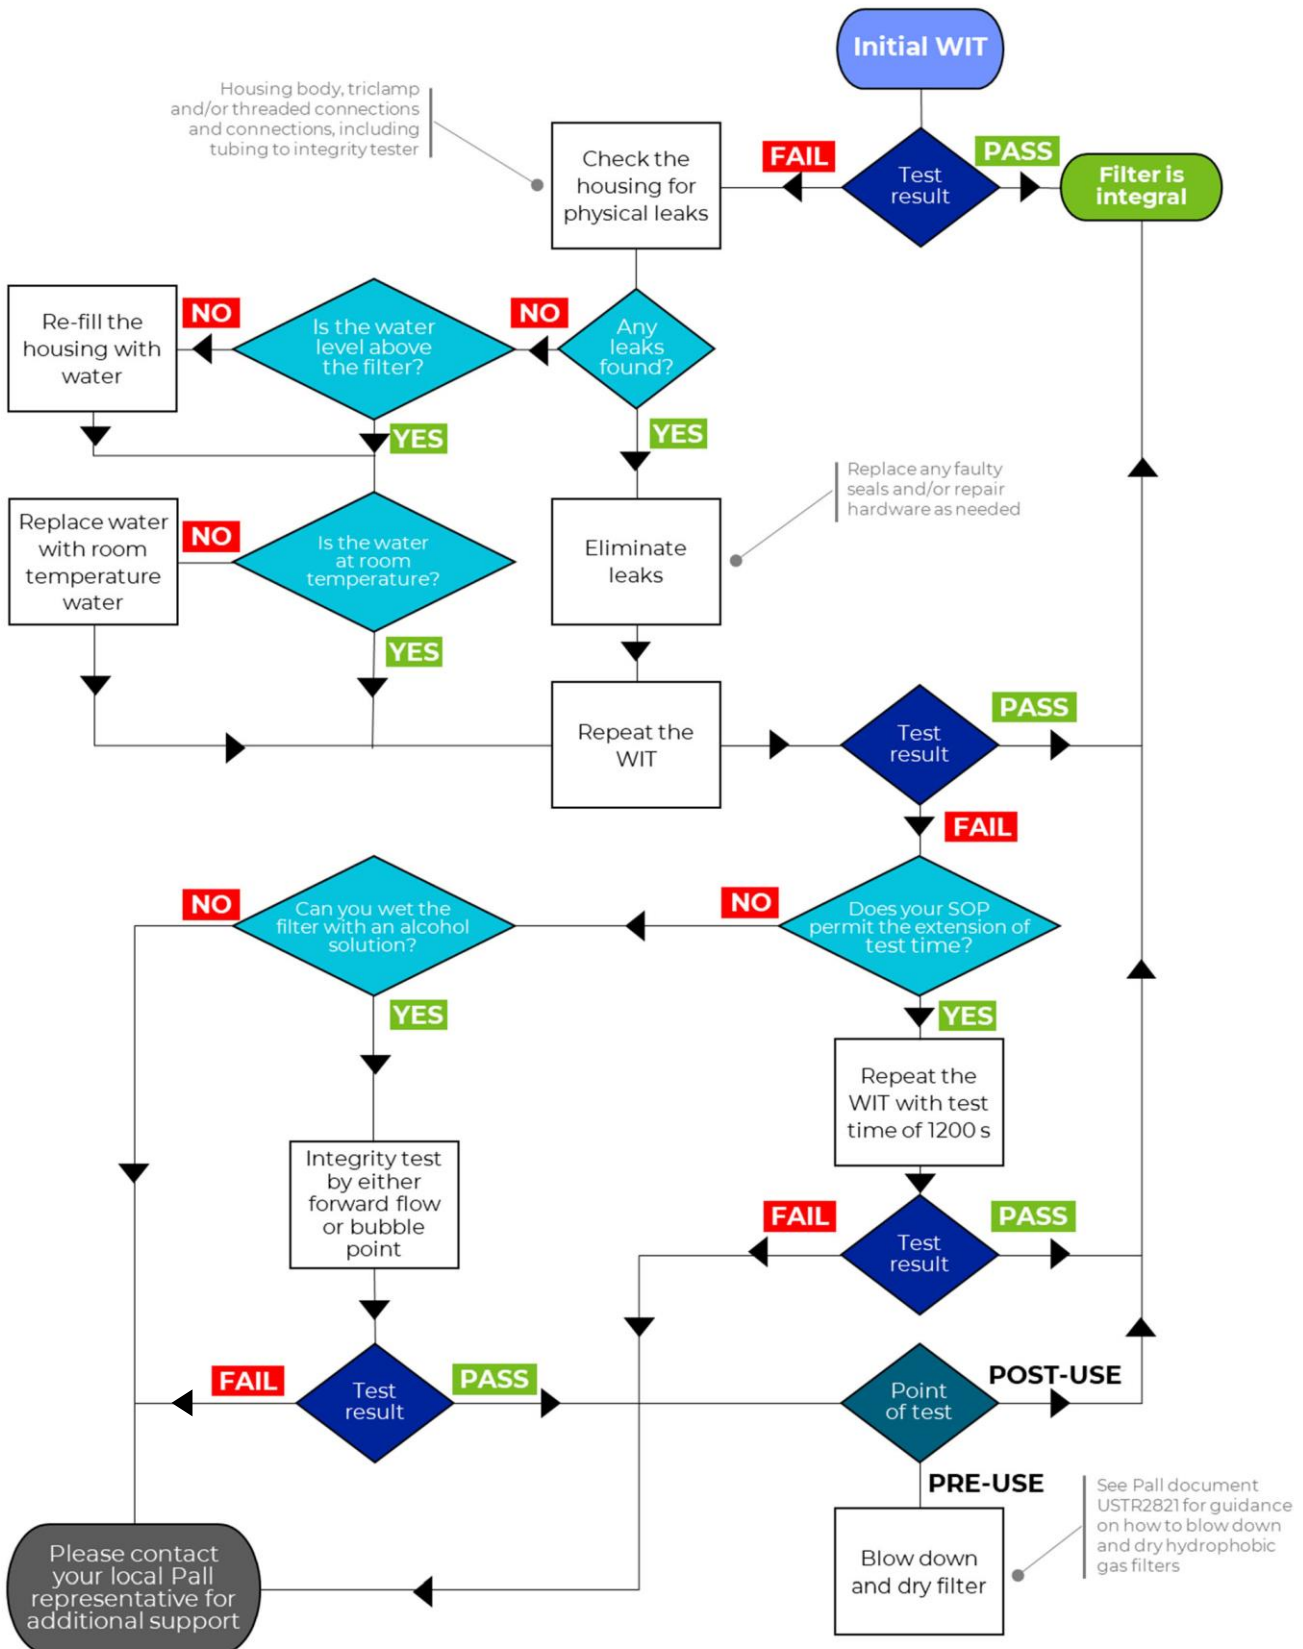 Initial WIT
Housing body, triclamp
and/or threaded connections
and connections, including
tubing to integrity tester
Check the
housing for
physical leaks
FAIL
Test
result
PASS
Filter is
integral
Re-fill the
housing with
water
NO
Is the water
level above
the filter?
NO
Any
leaks
found?
YES
YES
Replace any faulty
seals and/or repair
hardware as needed
Replace water
with room
temperature
water
NO
Is the water
at room
temperature?
Eliminate
leaks
YES
Repeat the
WIT
Test
result
PASS
FAIL
NO
Can you wet the
filter with an alcohol
solution?
NO
Does your SOP
permit the extension of
test time?
YES
YES
Repeat the
WIT with test
time of 1200 s
Integrity test
by either
forward flow
or bubble
point
FAIL
Test
result
PASS
FAIL
Test
result
PASS
Point
of test
POST-USE
PRE-USE
See Pall document
USTR2821 for guidance
on how to blow down
and dry hydrophobic
gas filters
Blow down
and dry filter
Please contact
your local Pall
representative for
additional support